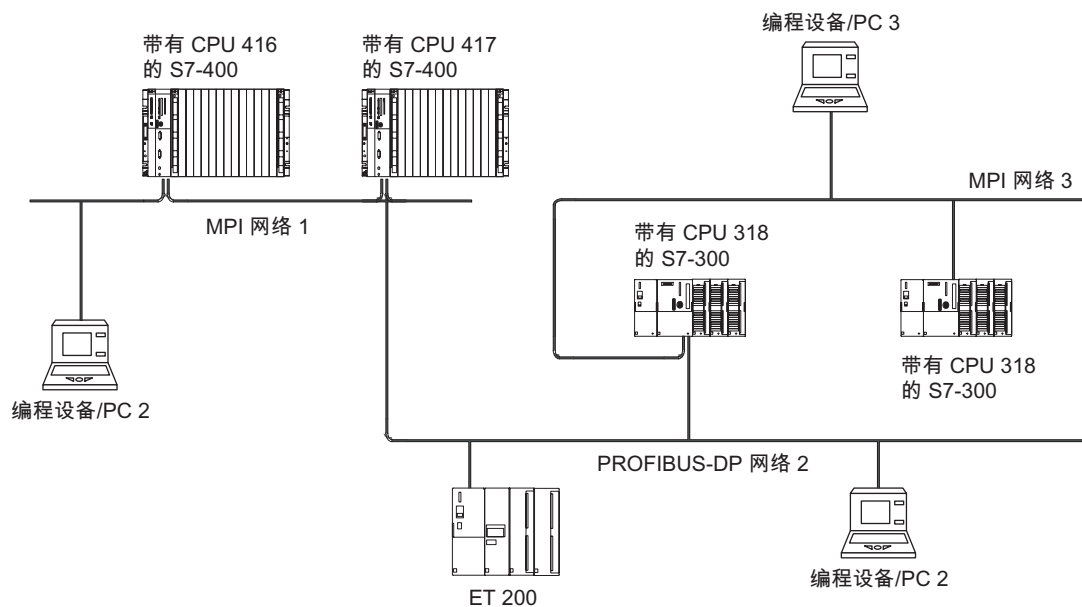 编程设备/PC 3
带有 CPU 416
的 S7-400
带有 CPU 417
的 S7-400
MPI 网络 3
MPI 网络 1
带有 CPU 318
的 S7-300
带有 CPU 318
的 S7-300
编程设备/PC 2
PROFIBUS-DP 网络 2
编程设备/PC 2
ET 200